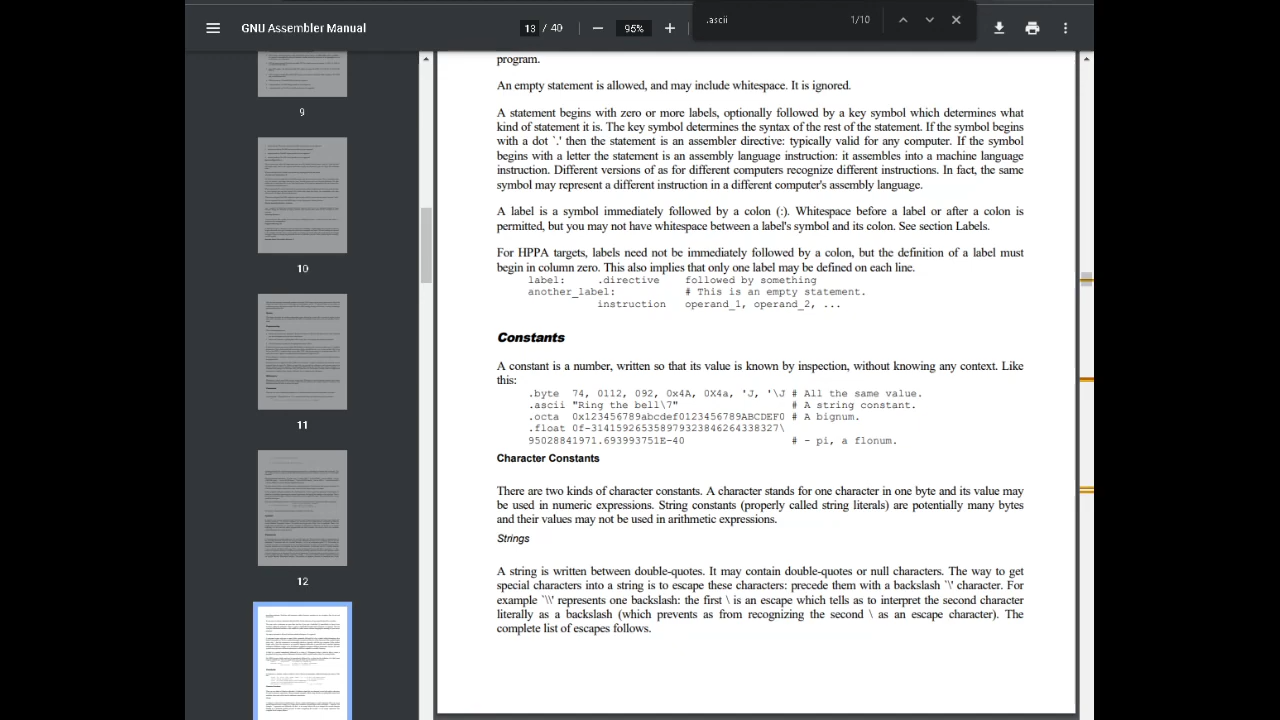 GNU Assembler Manual
13 / 40
95%
.ascii
1/10
9
10
11
12
program.
An empty statement is allowed, and may include whitespace. It is ignored.
A statement begins with zero or more labels, optionally followed by a key symbol which determines what
kind of statement it is. The key symbol determines the syntax of the rest of the statement. If the symbol
begins with a dot `.' then the statement is an assembler directive: typically valid for any computer. If the symbol
begins with a letter the statement is an assembly language instruction: it assembles into a machine language
instruction. Different versions of as for different computers recognize different instructions. In fact, the same
symbol may represent a different instruction in a different computer's assembly language.
A label is a symbol immediately followed by a colon (:). Whitespace before a label or after a colon is
permitted, but you may not have whitespace between a label's symbol and its colon. See section Labels.
For HPPA targets, labels need not be immediately followed by a colon, but the definition of a label must
begin in column zero. This also implies that only one label may be defined on each line.
label: .directive followed by something
another_label: # This is an empty statement.
instruction operand_1, operand_2, ...
Constants
A constant is a number, written so that its value is known by inspection, without knowing any context. Like
this:
.byte 74, 0112, 092, 0x4A, 0X4a, 'J, '\J # All the same value.
.ascii "Ring the bell\7" # A string constant.
.octa 0x123456789abcdef0123456789ABCDEF0 # A bignum.
.float 0f-314159265358979323846264338327\
95028841971.693993751E-40 # - pi, a flonum.
Character Constants
There are two kinds of character constants. A character stands for one character in one byte and its value may
be used in numeric expressions. String constants (properly called string literals) are potentially many bytes
and their values may not be used in arithmetic expressions.
Strings
A string is written between double-quotes. It may contain double-quotes or null characters. The way to get
special characters into a string is to escape these characters: precede them with a backslash `\' character. For
example `\\' represents one backslash: the first \ is an escape which tells as to interpret the second character
literally as a backslash (which prevents as from recognizing the second \ as an escape character). The
complete list of escapes follows.